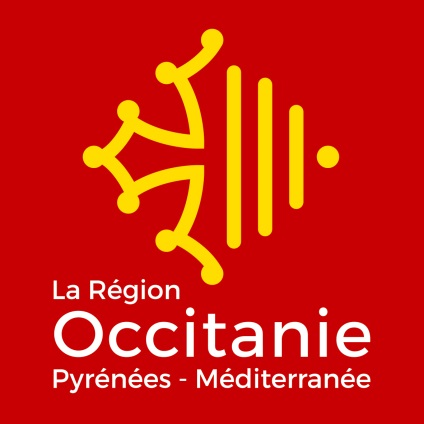 La Région
Occitanie
Pyrénées - Méditerranée